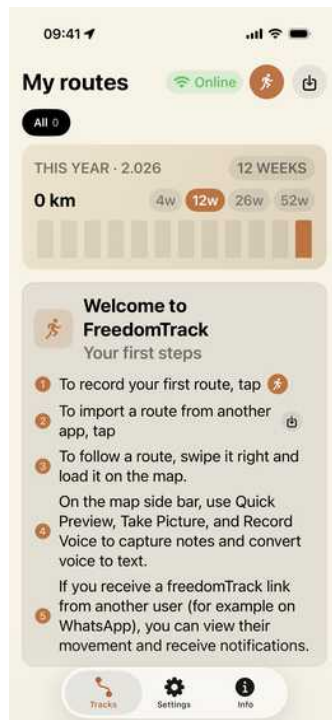 09:41
My routes
Online
All 0
THIS YEAR · 2.026
12 WEEKS
0 km
4w 12w 26w 52w
Welcome to
FreedomTrack
Your first steps
1 To record your first route, tap
2 To import a route from another
app, tap
3 To follow a route, swipe it right and
load it on the map.
4 On the map side bar, use Quick
Preview, Take Picture, and Record
Voice to capture notes and convert
voice to text.
5 If you receive a freedomTrack link
from another user (for example on
WhatsApp), you can view their
movement and receive notifications.
Tracks Settings Info